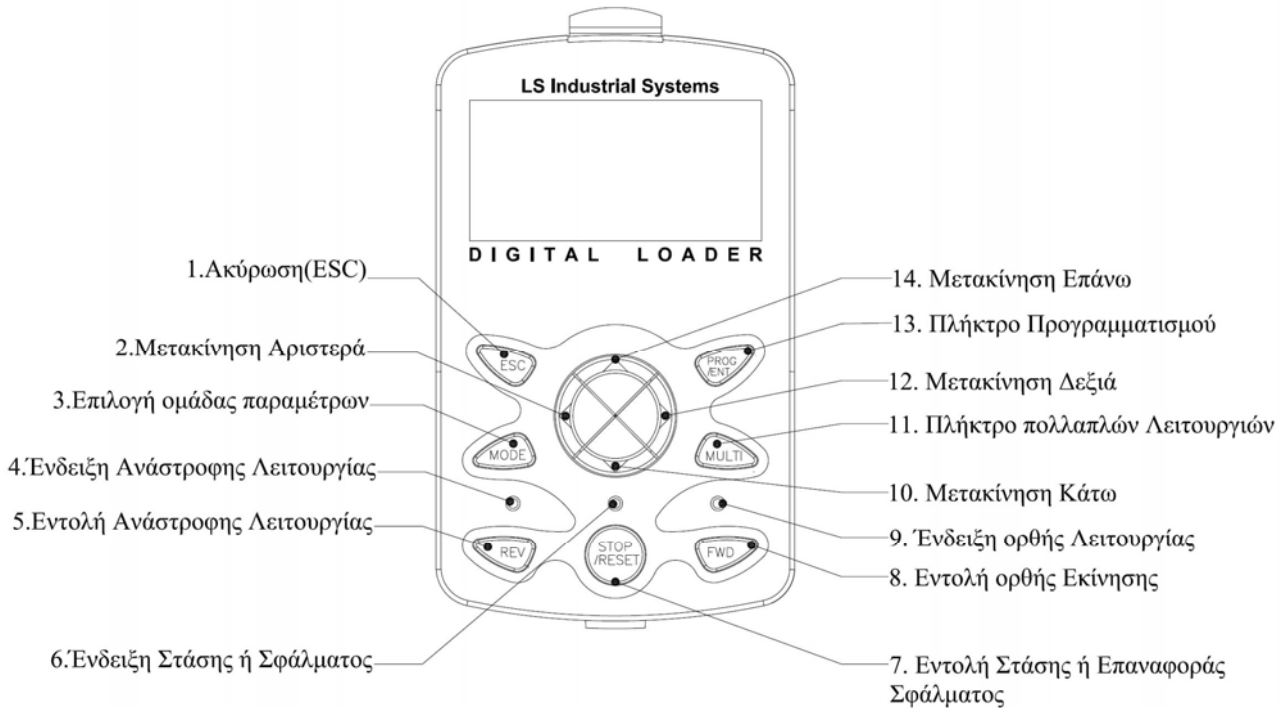 LS Industrial Systems
DIGITAL LOADER
1.Ακύρωση(ESC)
2.Μετακίνηση Αριστερά
3.Επιλογή ομάδας παραμέτρων
4.Ένδειξη Ανάστροφης Λειτουργίας
5.Εντολή Ανάστροφης Λειτουργίας
6.Ένδειξη Στάσης ή Σφάλματος
ESC
PROG
/ENT
MODE
MULTI
REV
STOP
/RESET
FWD
14. Μετακίνηση Επάνω
13. Πλήκτρο Προγραμματισμού
12. Μετακίνηση Δεξιά
11. Πλήκτρο πολλαπλών Λειτουργιών
10. Μετακίνηση Κάτω
9. Ένδειξη ορθής Λειτουργίας
8. Εντολή ορθής Εκίνησης
7. Εντολή Στάσης ή Επαναφοράς
Σφάλματος